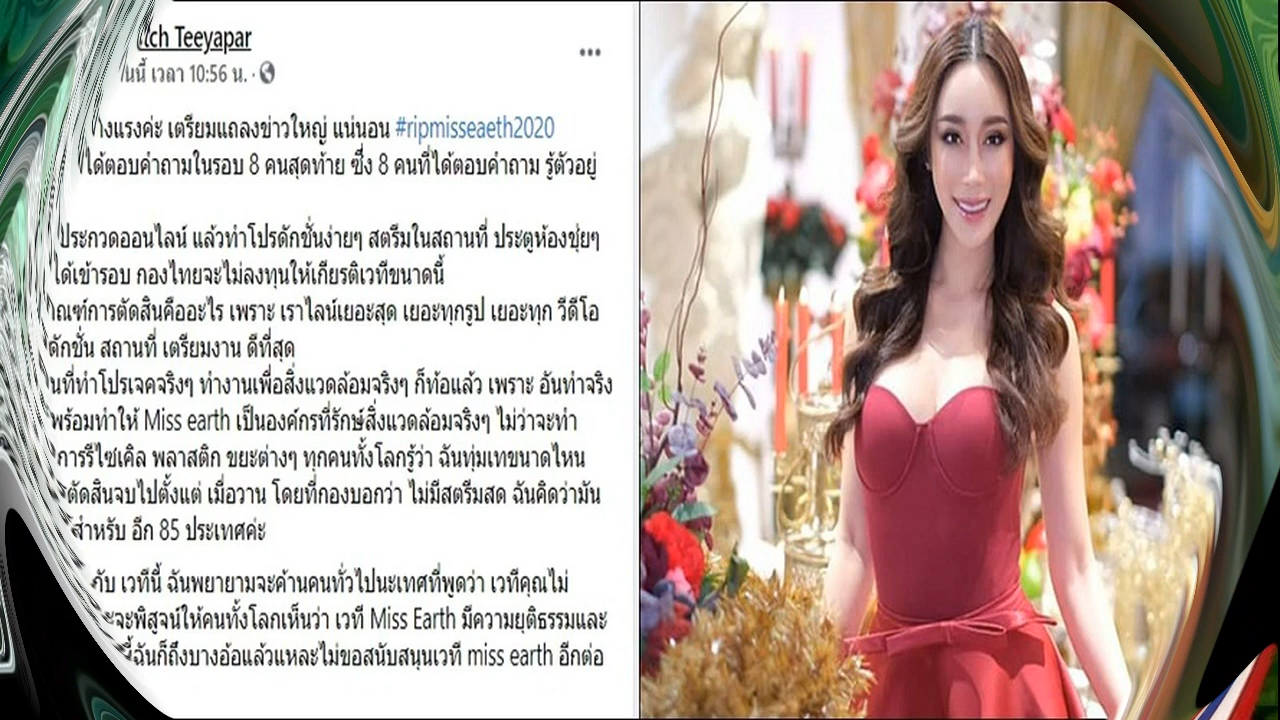 tch Teeyapar
เวลา 10:56 น. ·
เตรียมแถลงข่าวใหญ่ แน่นอน #ripmisseaeth2020
ได้ตอบคำถามในรอบ 8 คนสุดท้าย ซึ่ง 8 คนที่ได้ตอบคำถาม รู้ตัวอยู่
ประกวดออนไลน์ แล้วทำโปรดักชั่นง่ายๆ สตรีมในสถานที่ ประตูห้องชุ่ยๆ
ได้เข้ารอบ กองไทยจะไม่ลงทุนให้เกียรติเวทีขนาดนี้
การตัดสินคืออะไร เพราะ เราไลน์เยอะสุด เยอะทุกรูป เยอะทุก วีดีโอ
ดักชั่น สถานที่ เตรียมงาน ดีที่สุด
ที่ทำโปรเจคจริงๆ ทำงานเพื่อสิ่งแวดล้อมจริงๆ ก็ท้อแล้ว เพราะ อันทำจริง
พร้อมทำให้ Miss earth เป็นองค์กรที่รักษ์สิ่งแวดล้อมจริงๆ ไม่ว่าจะทำ
การรีไซเคิล พลาสติก ขยะต่างๆ ทุกคนทั้งโลกรู้ว่า ฉันทุ่มเทขนาดไหน
ตัดสินจบไปตั้งแต่ เมื่อวาน โดยที่กองบอกว่า ไม่มีสตรีมสด ฉันคิดว่ามัน
สำหรับ อีก 85 ประเทศค่ะ
กับ เวทีนี้ ฉันพยายามจะค้านคนทั่วไปนะเทศที่พูดว่า เวทีคุณไม่
จะพิสูจน์ให้คนทั้งโลกเห็นว่า เวที Miss Earth มีความยุติธรรมและ
ฉันก็ถึงบางอ้อแล้วแหละไม่ขอสนับสนุนเวที miss earth อีกต่อ